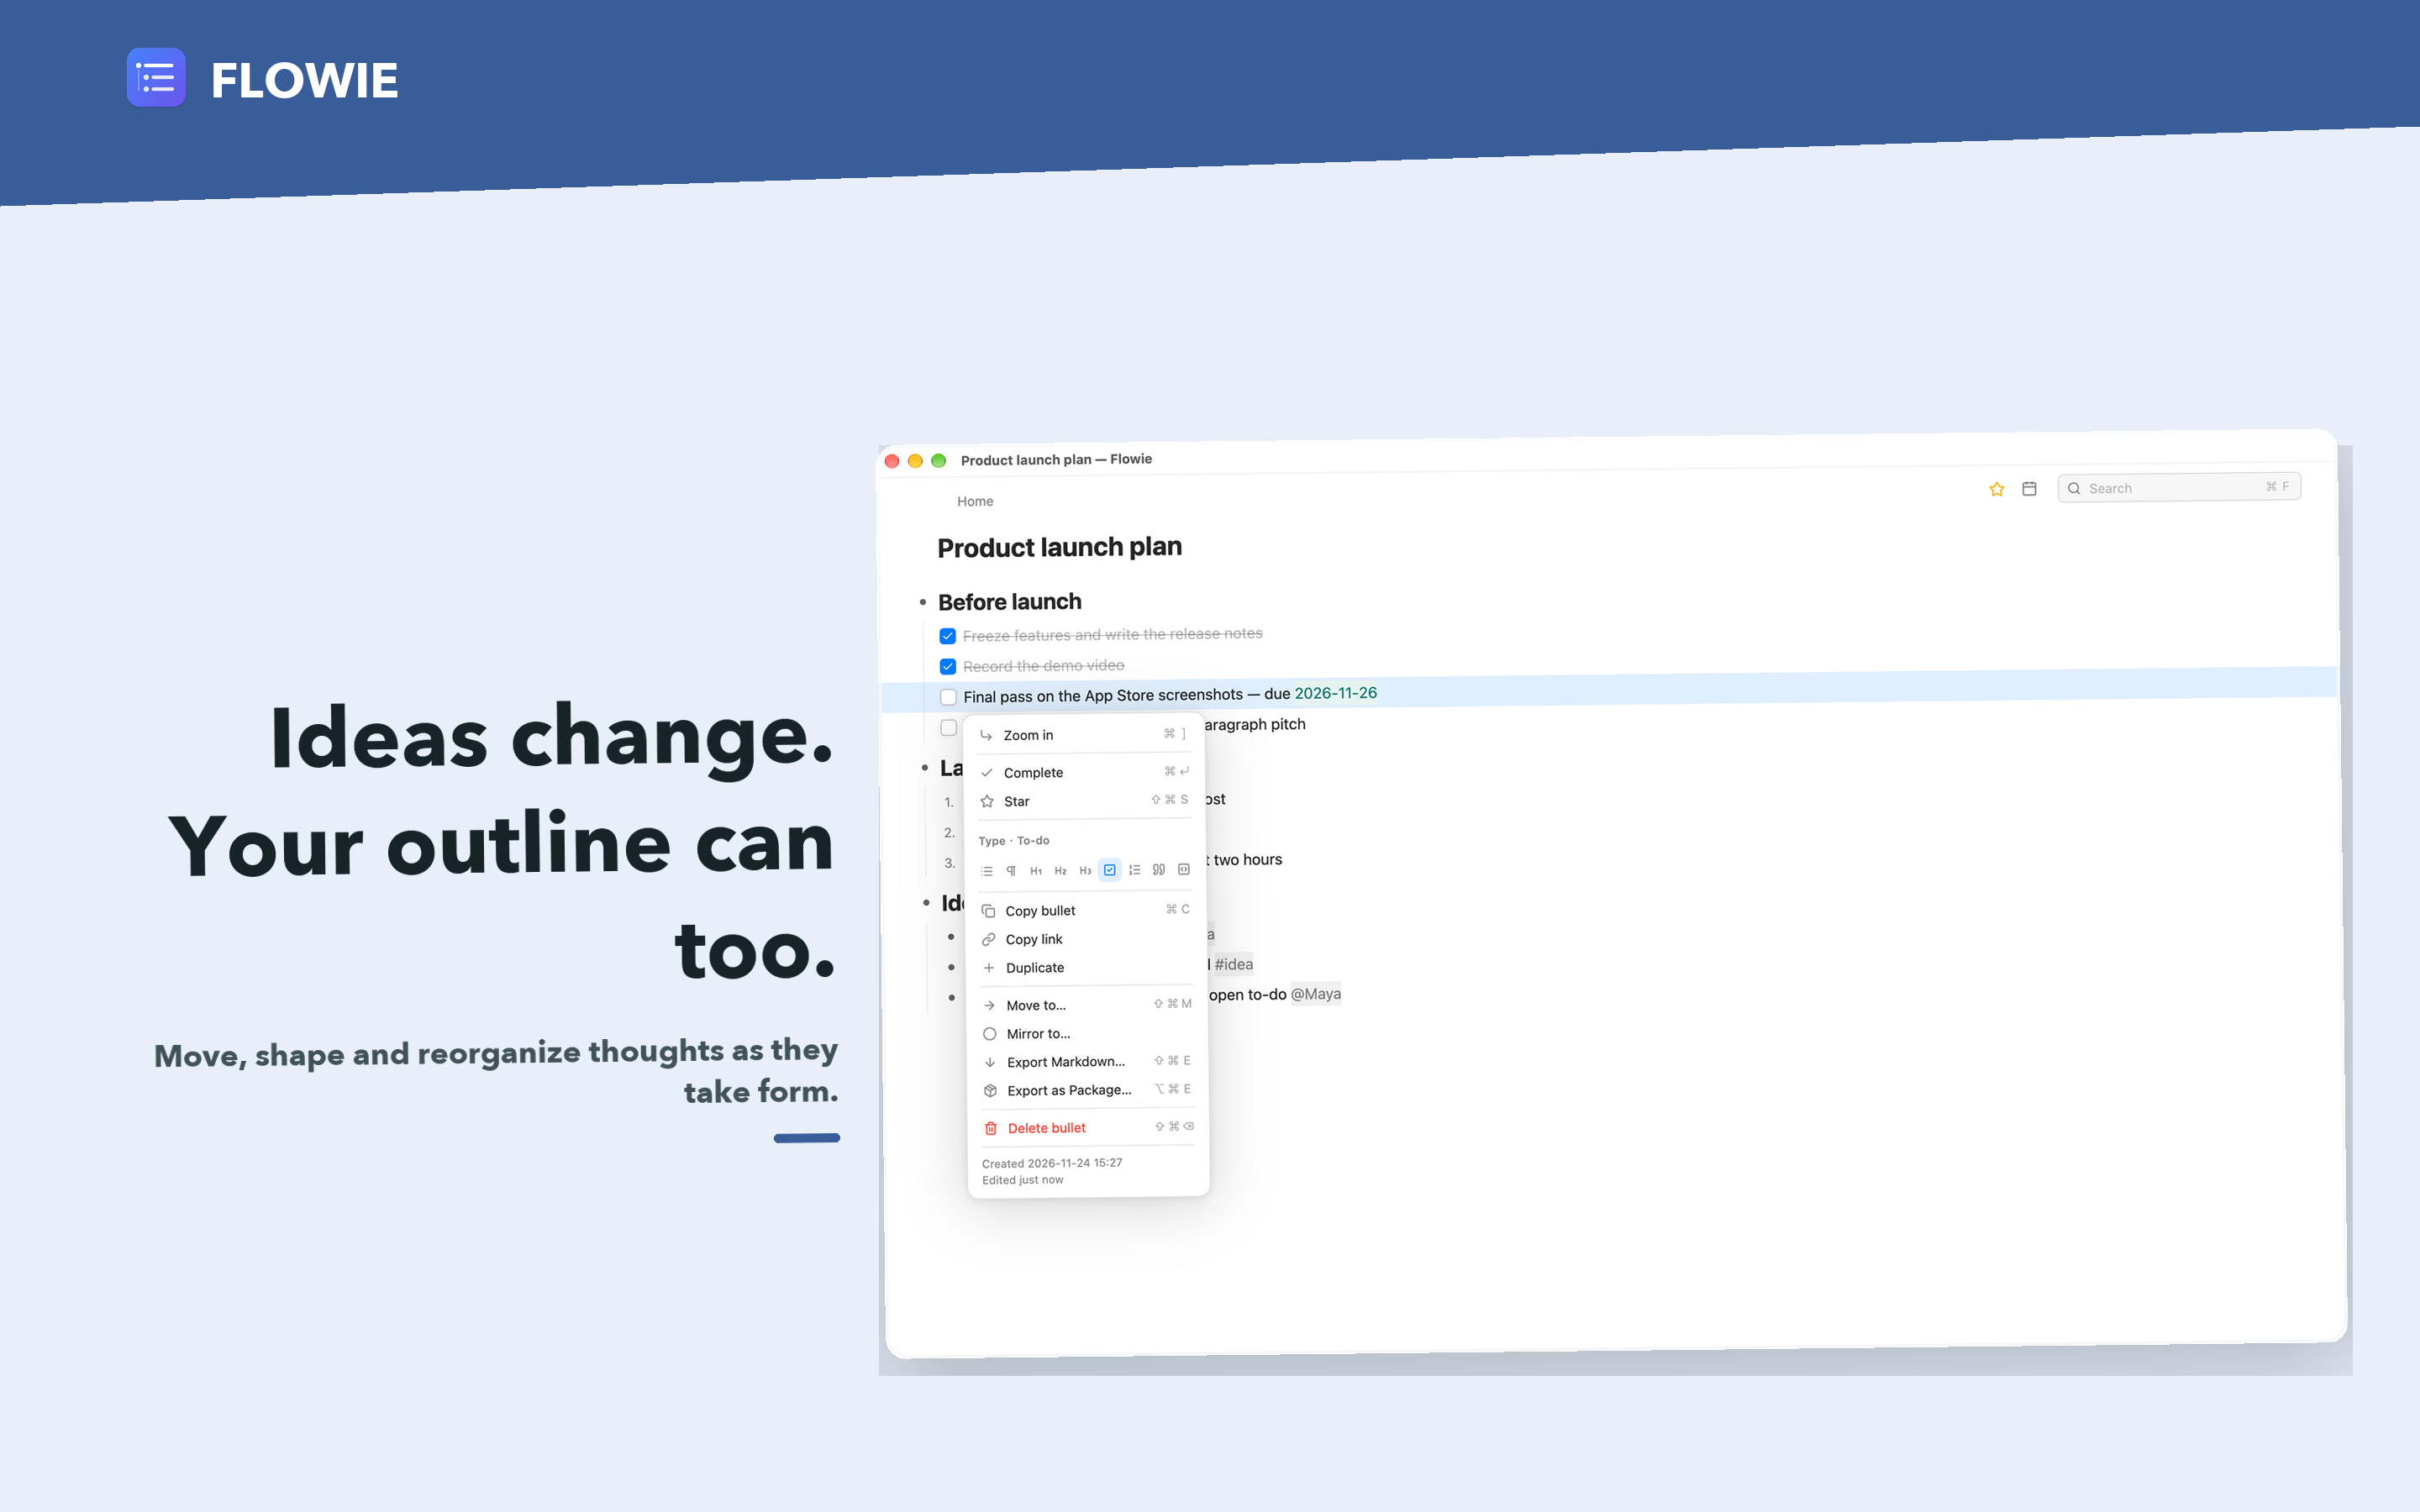 FLOWIE
Ideas change.
Your outline can
too.
Move, shape and reorganize thoughts as they
take form.
Product launch plan — Flowie
Home
Search ⌘ F
Product launch plan
Before launch
Freeze features and write the release notes
Record the demo video
Final pass on the App Store screenshots — due 2026-11-26
aragraph pitch
La
1. ost
2.
3. t two hours
Ide
a
l #idea
open to-do @Maya
Zoom in ⌘ ]
Complete ⌘ ↵
Star ⇧ ⌘ S
Type · To-do
H1 H2 H3
Copy bullet ⌘ C
Copy link
Duplicate
Move to... ⇧ ⌘ M
Mirror to...
Export Markdown... ⇧ ⌘ E
Export as Package... ⌥ ⌘ E
Delete bullet ⇧ ⌘ ⌫
Created 2026-11-24 15:27
Edited just now